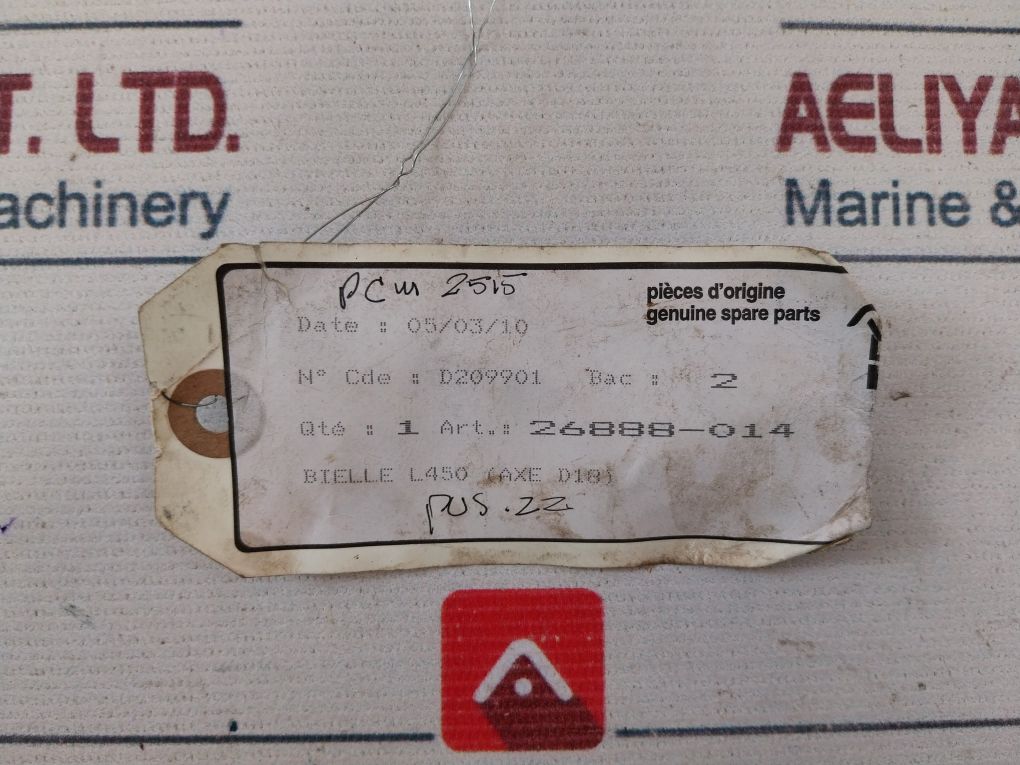 T. LTD.
achinery
AELIYA
Marine &
pcm 2515
pièces d'origine
genuine spare parts
Date : 05/03/10
N° Cde : D209901 Bac : 2
Qté : 1 Art.: 26888-014
BIELLE L450 (AXE D18)
pos.22